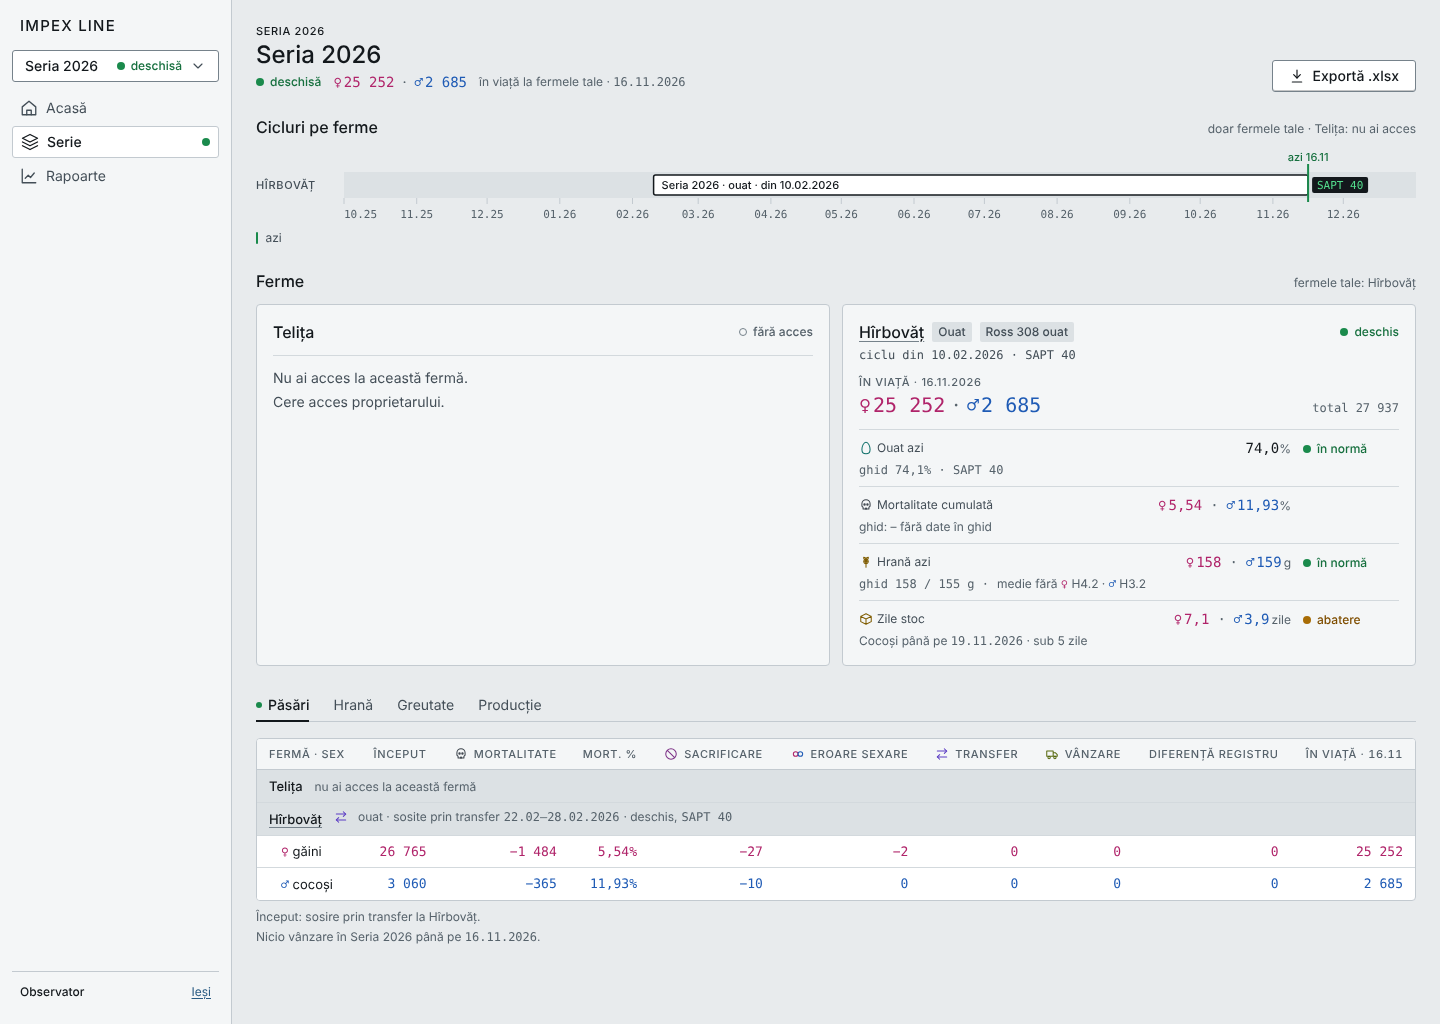 IMPEX LINE
Seria 2026 deschisă
Acasă
Serie
Rapoarte
Observator Ieși
SERIA 2026
Seria 2026
deschisă ♀25 252 · ♂2 685 în viață la fermele tale · 16.11.2026
Exportă .xlsx
Cicluri pe ferme
doar fermele tale · Telița: nu ai acces
azi 16.11
HÎRBOVĂȚ
Seria 2026 · ouat · din 10.02.2026
SAPT 40
10.25 11.25 12.25 01.26 02.26 03.26 04.26 05.26 06.26 07.26 08.26 09.26 10.26 11.26 12.26
azi
Ferme
fermele tale: Hîrbovăț
Telița
fără acces
Nu ai acces la această fermă.
Cere acces proprietarului.
Hîrbovăț Ouat Ross 308 ouat deschis
ciclu din 10.02.2026 · SAPT 40
ÎN VIAȚĂ · 16.11.2026
♀25 252 · ♂2 685 total 27 937
Ouat azi 74,0% în normă
ghid 74,1% · SAPT 40
Mortalitate cumulată ♀5,54 · ♂11,93%
ghid: – fără date în ghid
Hrană azi ♀158 · ♂159 g în normă
ghid 158 / 155 g · medie fără ♀ H4.2 · ♂ H3.2
Zile stoc ♀7,1 · ♂3,9 zile abatere
Cocoși până pe 19.11.2026 · sub 5 zile
Păsări Hrană Greutate Producție
FERMĂ · SEX ÎNCEPUT MORTALITATE MORT. % SACRIFICARE EROARE SEXARE TRANSFER VÂNZARE DIFERENȚĂ REGISTRU ÎN VIAȚĂ · 16.11
Telița nu ai acces la această fermă
Hîrbovăț ouat · sosite prin transfer 22.02–28.02.2026 · deschis, SAPT 40
♀ găini 26 765 −1 484 5,54% −27 −2 0 0 0 25 252
♂ cocoși 3 060 −365 11,93% −10 0 0 0 0 2 685
Început: sosire prin transfer la Hîrbovăț.
Nicio vânzare în Seria 2026 până pe 16.11.2026.